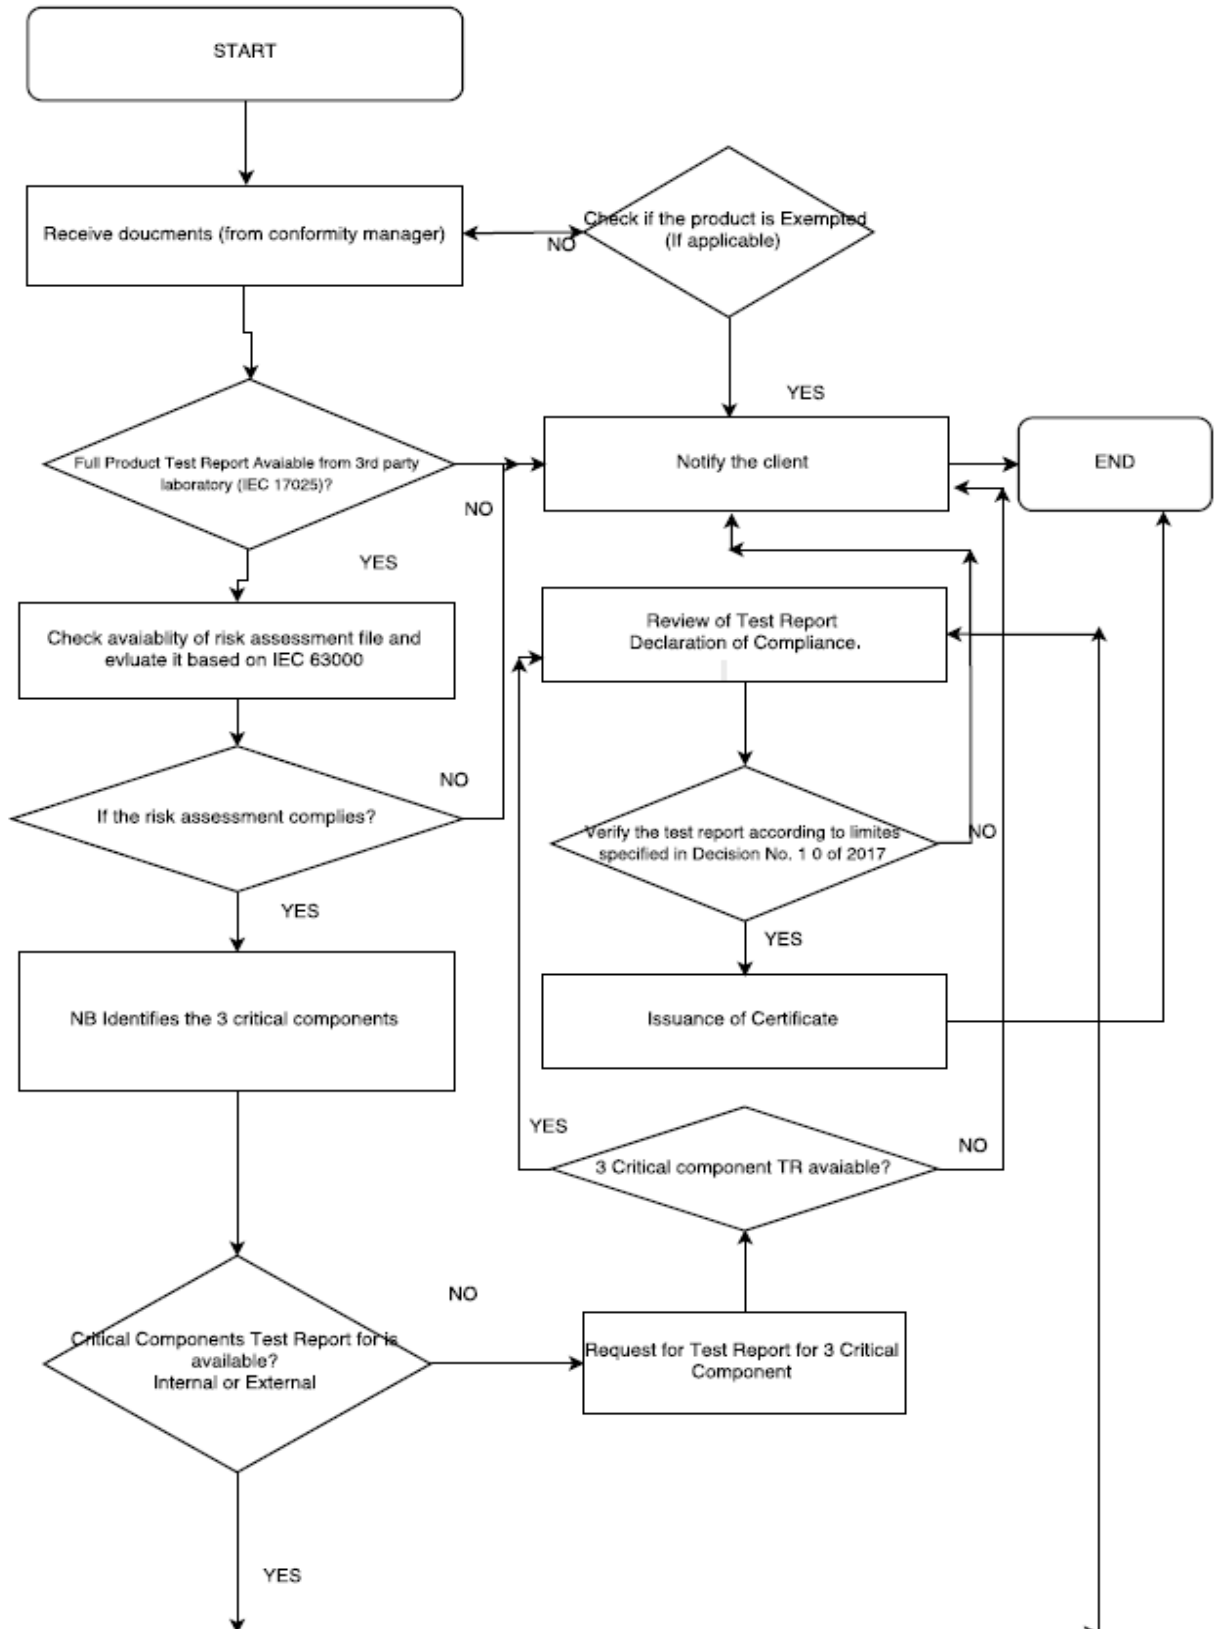 START
Receive doucments (from conformity manager)
NO
Check if the product is Exempted
(If applicable)
YES
Full Product Test Report Avaiable from 3rd party
laboratory (IEC 17025)?
NO
Notify the client
END
YES
Check avaiablity of risk assessment file and
evluate it based on IEC 63000
Review of Test Report
Declaration of Compliance.
NO
If the risk assessment complies?
Verify the test report according to limites
specified in Decision No. 1 0 of 2017
NO
YES
YES
NB Identifies the 3 critical components
Issuance of Certificate
YES
3 Critical component TR avaiable?
NO
NO
Critical Components Test Report for is
available?
Internal or External
Request for Test Report for 3 Critical
Component
YES